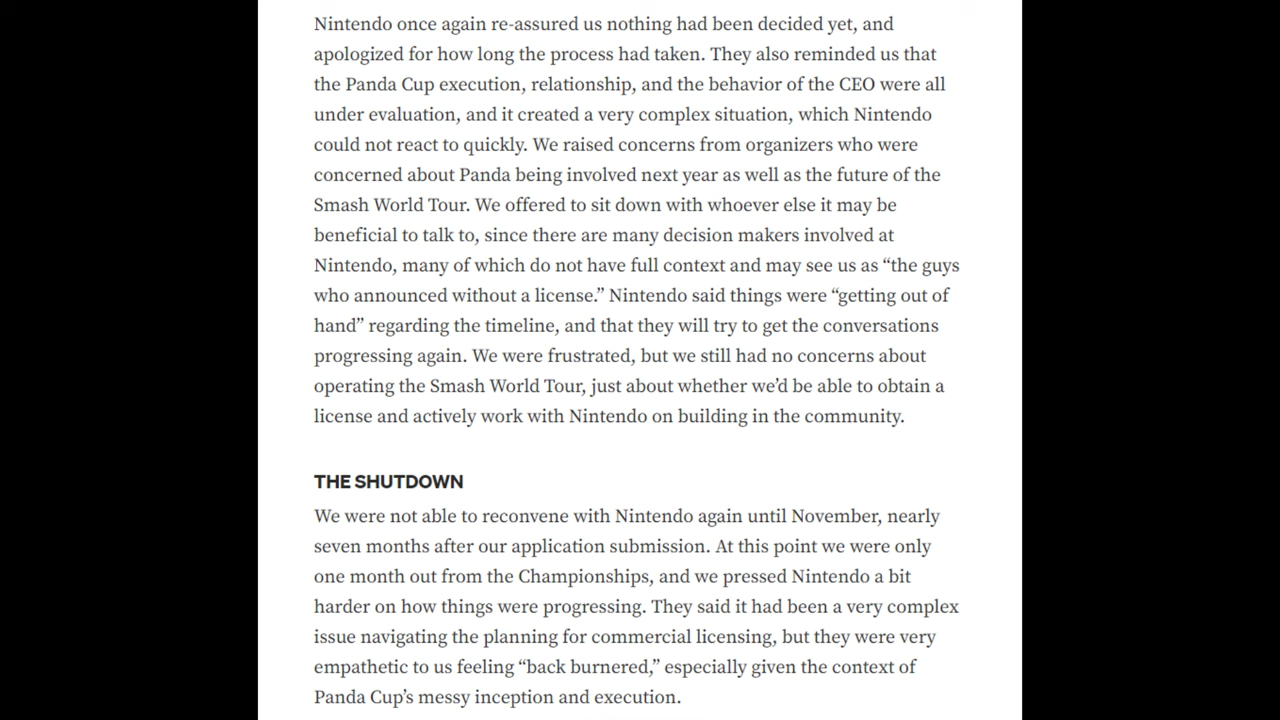 Nintendo once again re-assured us nothing had been decided yet, and
apologized for how long the process had taken. They also reminded us that
the Panda Cup execution, relationship, and the behavior of the CEO were all
under evaluation, and it created a very complex situation, which Nintendo
could not react to quickly. We raised concerns from organizers who were
concerned about Panda being involved next year as well as the future of the
Smash World Tour. We offered to sit down with whoever else it may be
beneficial to talk to, since there are many decision makers involved at
Nintendo, many of which do not have full context and may see us as “the guys
who announced without a license.” Nintendo said things were “getting out of
hand” regarding the timeline, and that they will try to get the conversations
progressing again. We were frustrated, but we still had no concerns about
operating the Smash World Tour, just about whether we’d be able to obtain a
license and actively work with Nintendo on building in the community.
THE SHUTDOWN
We were not able to reconvene with Nintendo again until November, nearly
seven months after our application submission. At this point we were only
one month out from the Championships, and we pressed Nintendo a bit
harder on how things were progressing. They said it had been a very complex
issue navigating the planning for commercial licensing, but they were very
empathetic to us feeling “back burnered,” especially given the context of
Panda Cup’s messy inception and execution.